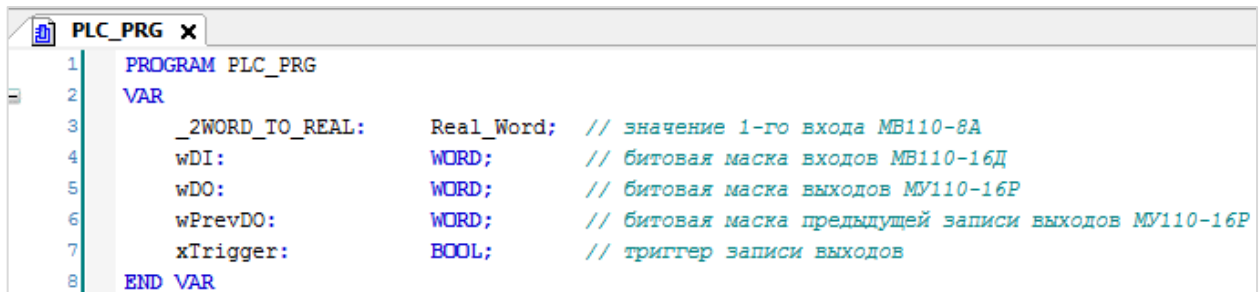 PLC_PRG X
1 PROGRAM PLC_PRG
2 VAR
3 _2WORD_TO_REAL: Real_Word; // значение 1-го входа МВ110-8А
4 wDI: WORD; // битовая маска входов МВ110-16Д
5 wDO: WORD; // битовая маска выходов МУ110-16Р
6 wPrevDO: WORD; // битовая маска предыдущей записи выходов МУ110-16Р
7 xTrigger: BOOL; // триггер записи выходов
8 END_VAR